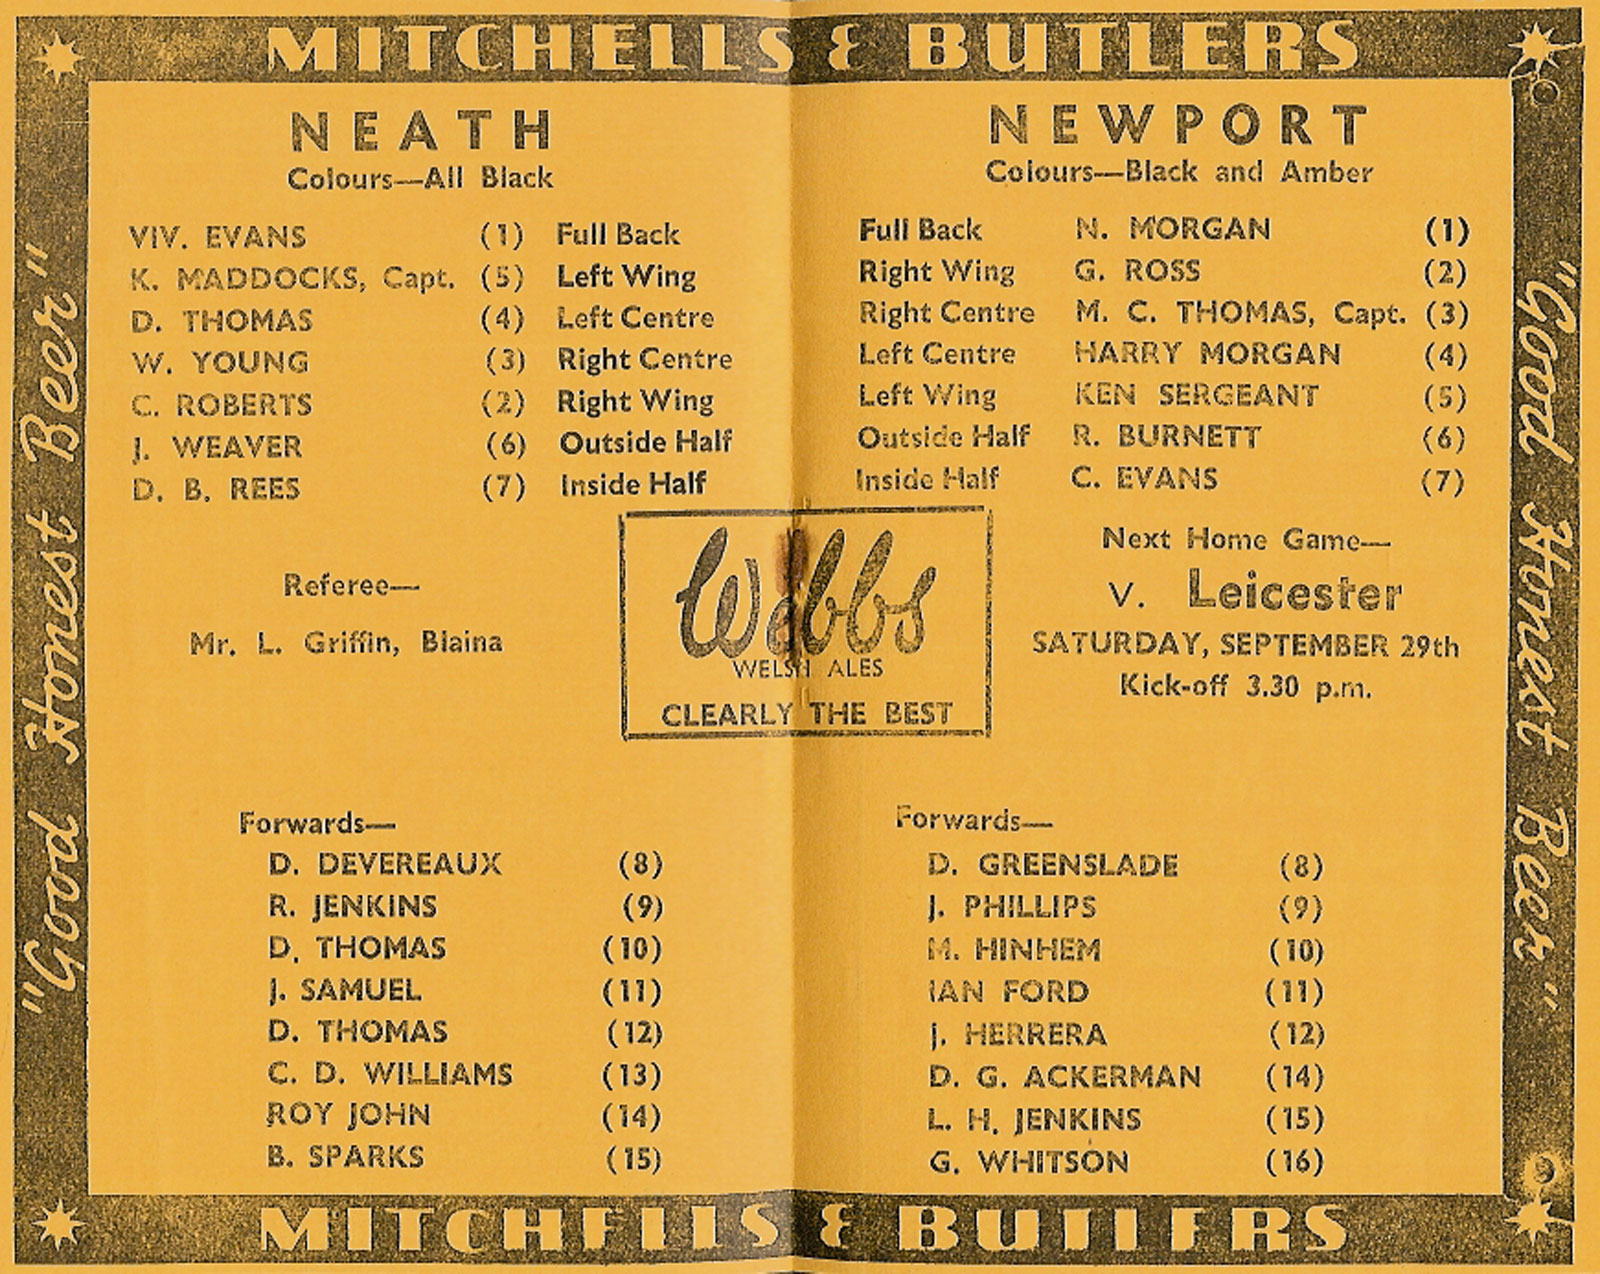 MITCHELLS & BUTLERS
"Good Honest Beer"
NEATH
Colours—All Black
VIV. EVANS (1) Full Back
K. MADDOCKS, Capt. (5) Left Wing
D. THOMAS (4) Left Centre
W. YOUNG (3) Right Centre
C. ROBERTS (2) Right Wing
J. WEAVER (6) Outside Half
D. B. REES (7) Inside Half
Referee—
Mr. L. Griffin, Blaina
Forwards—
D. DEVEREAUX (8)
R. JENKINS (9)
D. THOMAS (10)
J. SAMUEL (11)
D. THOMAS (12)
C. D. WILLIAMS (13)
ROY JOHN (14)
B. SPARKS (15)
Webbs
WELSH ALES
CLEARLY THE BEST
NEWPORT
Colours—Black and Amber
Full Back N. MORGAN (1)
Right Wing G. ROSS (2)
Right Centre M. C. THOMAS, Capt. (3)
Left Centre HARRY MORGAN (4)
Left Wing KEN SERGEANT (5)
Outside Half R. BURNETT (6)
Inside Half C. EVANS (7)
Next Home Game—
v. Leicester
SATURDAY, SEPTEMBER 29th
Kick-off 3.30 p.m.
Forwards—
D. GREENSLADE (8)
J. PHILLIPS (9)
M. HINHEM (10)
IAN FORD (11)
J. HERRERA (12)
D. G. ACKERMAN (14)
L. H. JENKINS (15)
G. WHITSON (16)
"Good Honest Beer"
MITCHELLS & BUTLERS